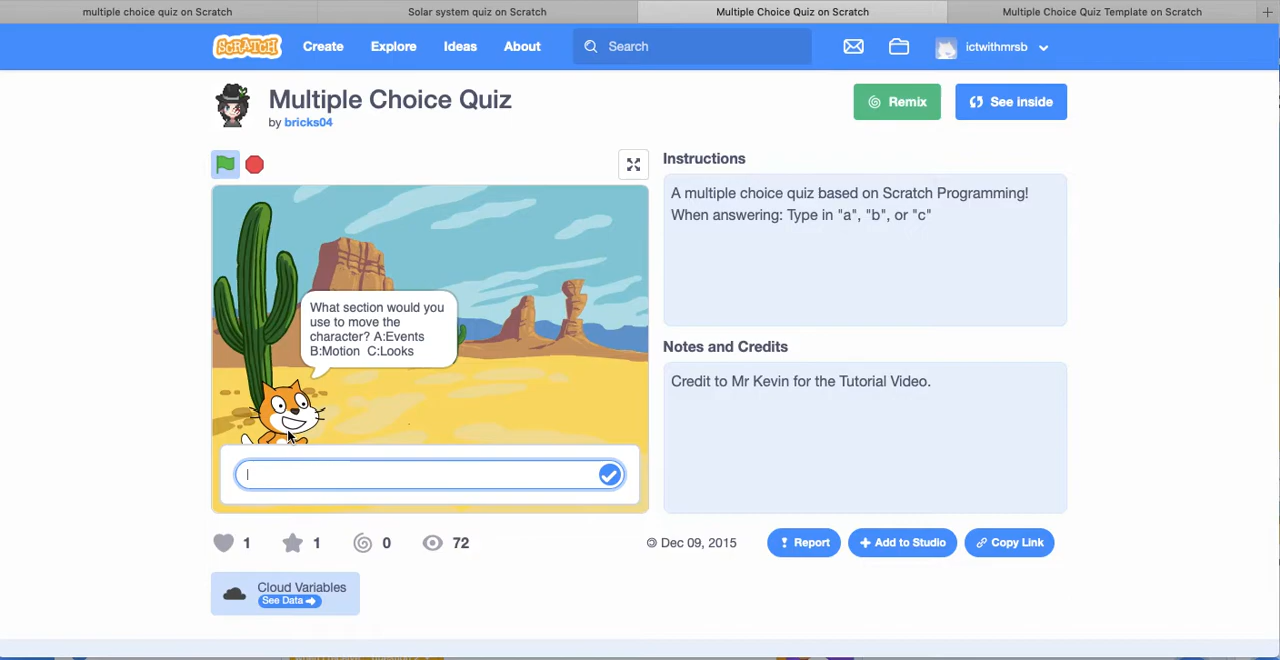 multiple choice quiz on Scratch
Solar system quiz on Scratch
Multiple Choice Quiz on Scratch
Multiple Choice Quiz Template on Scratch
SCRATCH
Create
Explore
Ideas
About
Search
ictwithmrsb
Multiple Choice Quiz
by bricks04
Remix
See inside
Instructions
A multiple choice quiz based on Scratch Programming!
When answering: Type in "a", "b", or "c"
What section would you
use to move the
character? A:Events
B:Motion C:Looks
Notes and Credits
Credit to Mr Kevin for the Tutorial Video.
1
1
0
72
© Dec 09, 2015
Report
Add to Studio
Copy Link
Cloud Variables
See Data